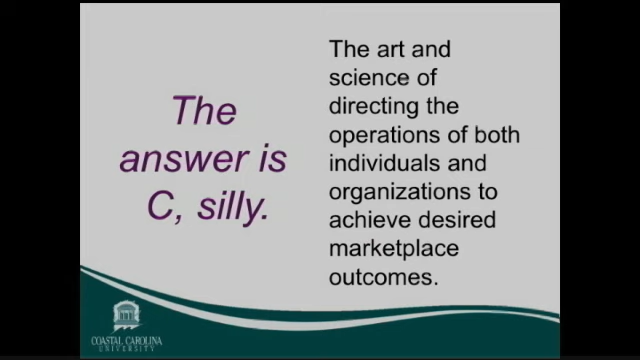 The
answer is
C, silly.
The art and
science of
directing the
operations of both
individuals and
organizations to
achieve desired
marketplace
outcomes.
COASTAL CAROLINA
UNIVERSITY